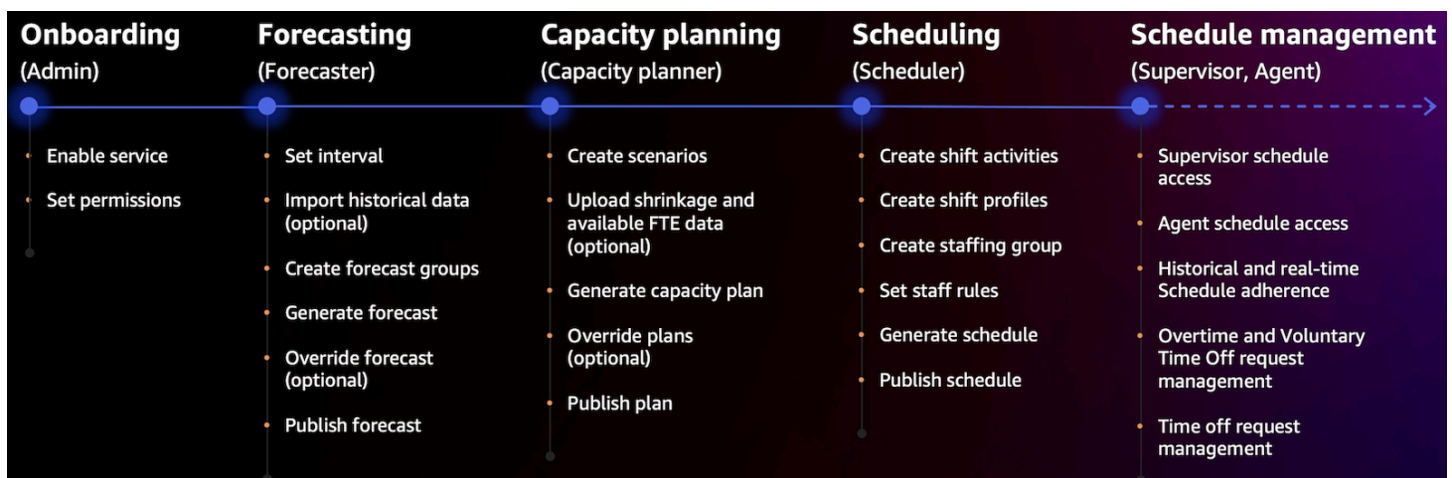 Onboarding
(Admin)
Enable service
Set permissions
Forecasting
(Forecaster)
Set interval
Import historical data
(optional)
Create forecast groups
Generate forecast
Override forecast
(optional)
Publish forecast
Capacity planning
(Capacity planner)
Create scenarios
Upload shrinkage and
available FTE data
(optional)
Generate capacity plan
Override plans
(optional)
Publish plan
Scheduling
(Scheduler)
Create shift activities
Create shift profiles
Create staffing group
Set staff rules
Generate schedule
Publish schedule
Schedule management
(Supervisor, Agent)
Supervisor schedule
access
Agent schedule access
Historical and real-time
Schedule adherence
Overtime and Voluntary
Time Off request
management
Time off request
management